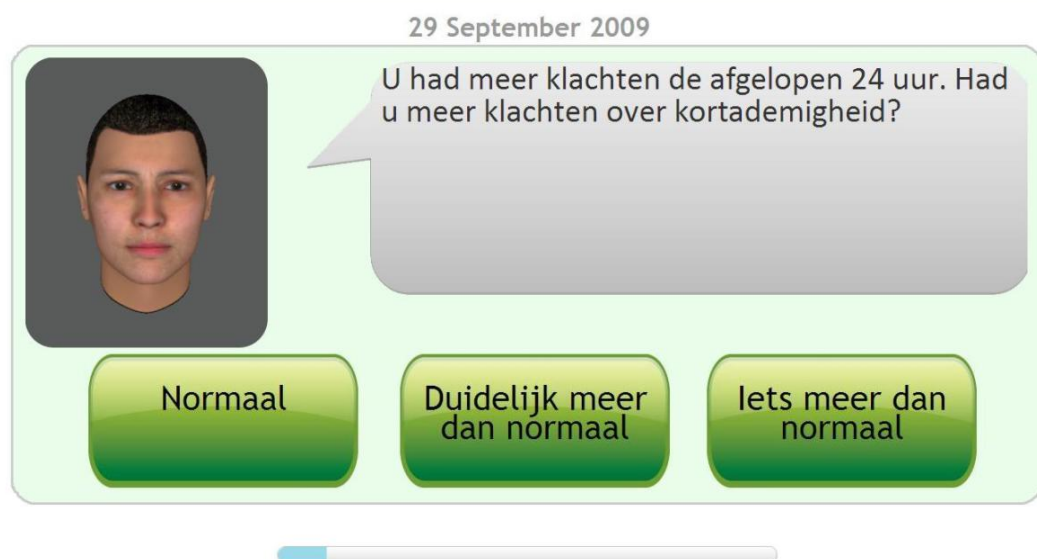 29 September 2009
U had meer klachten de afgelopen 24 uur. Had
u meer klachten over kortademigheid?
Normaal
Duidelijk meer
dan normaal
Iets meer dan
normaal